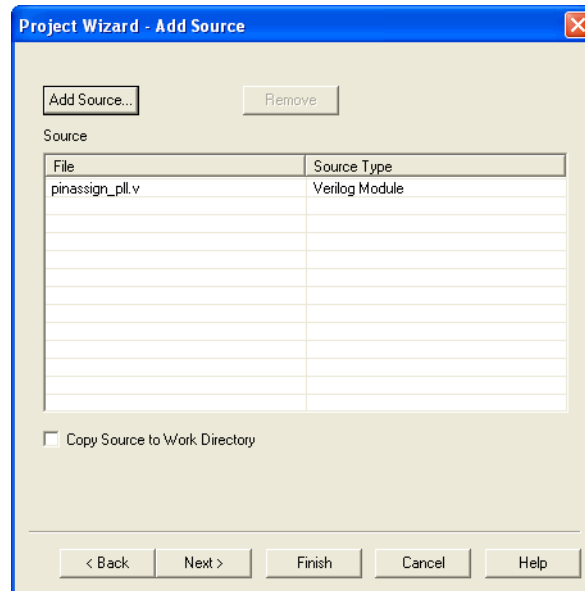 Project Wizard - Add Source
Add Source... Remove
Source
File Source Type
pinassign_pll.v Verilog Module
Copy Source to Work Directory
< Back Next > Finish Cancel Help